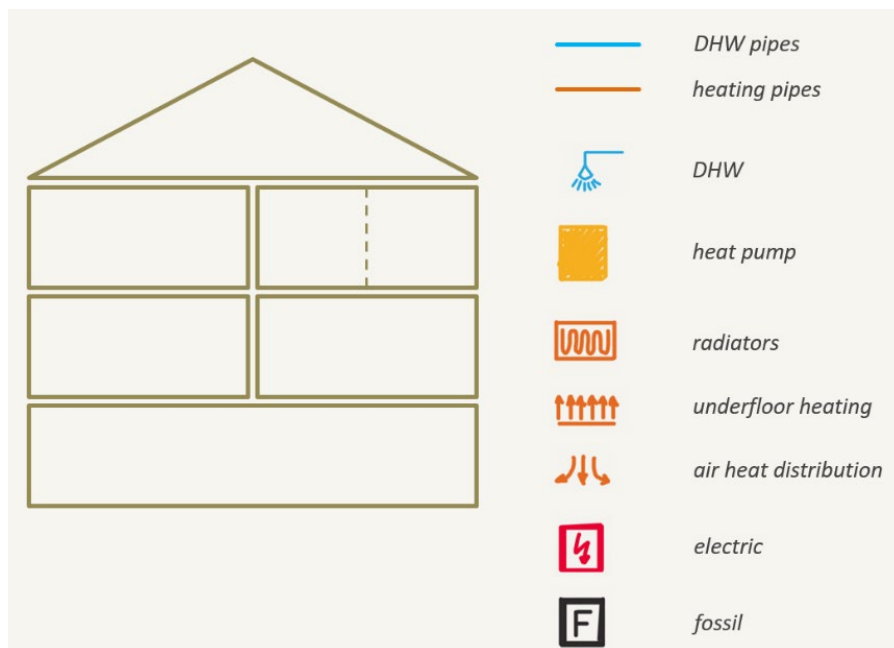 DHW pipes
heating pipes
DHW
heat pump
radiators
underfloor heating
air heat distribution
electric
F fossil